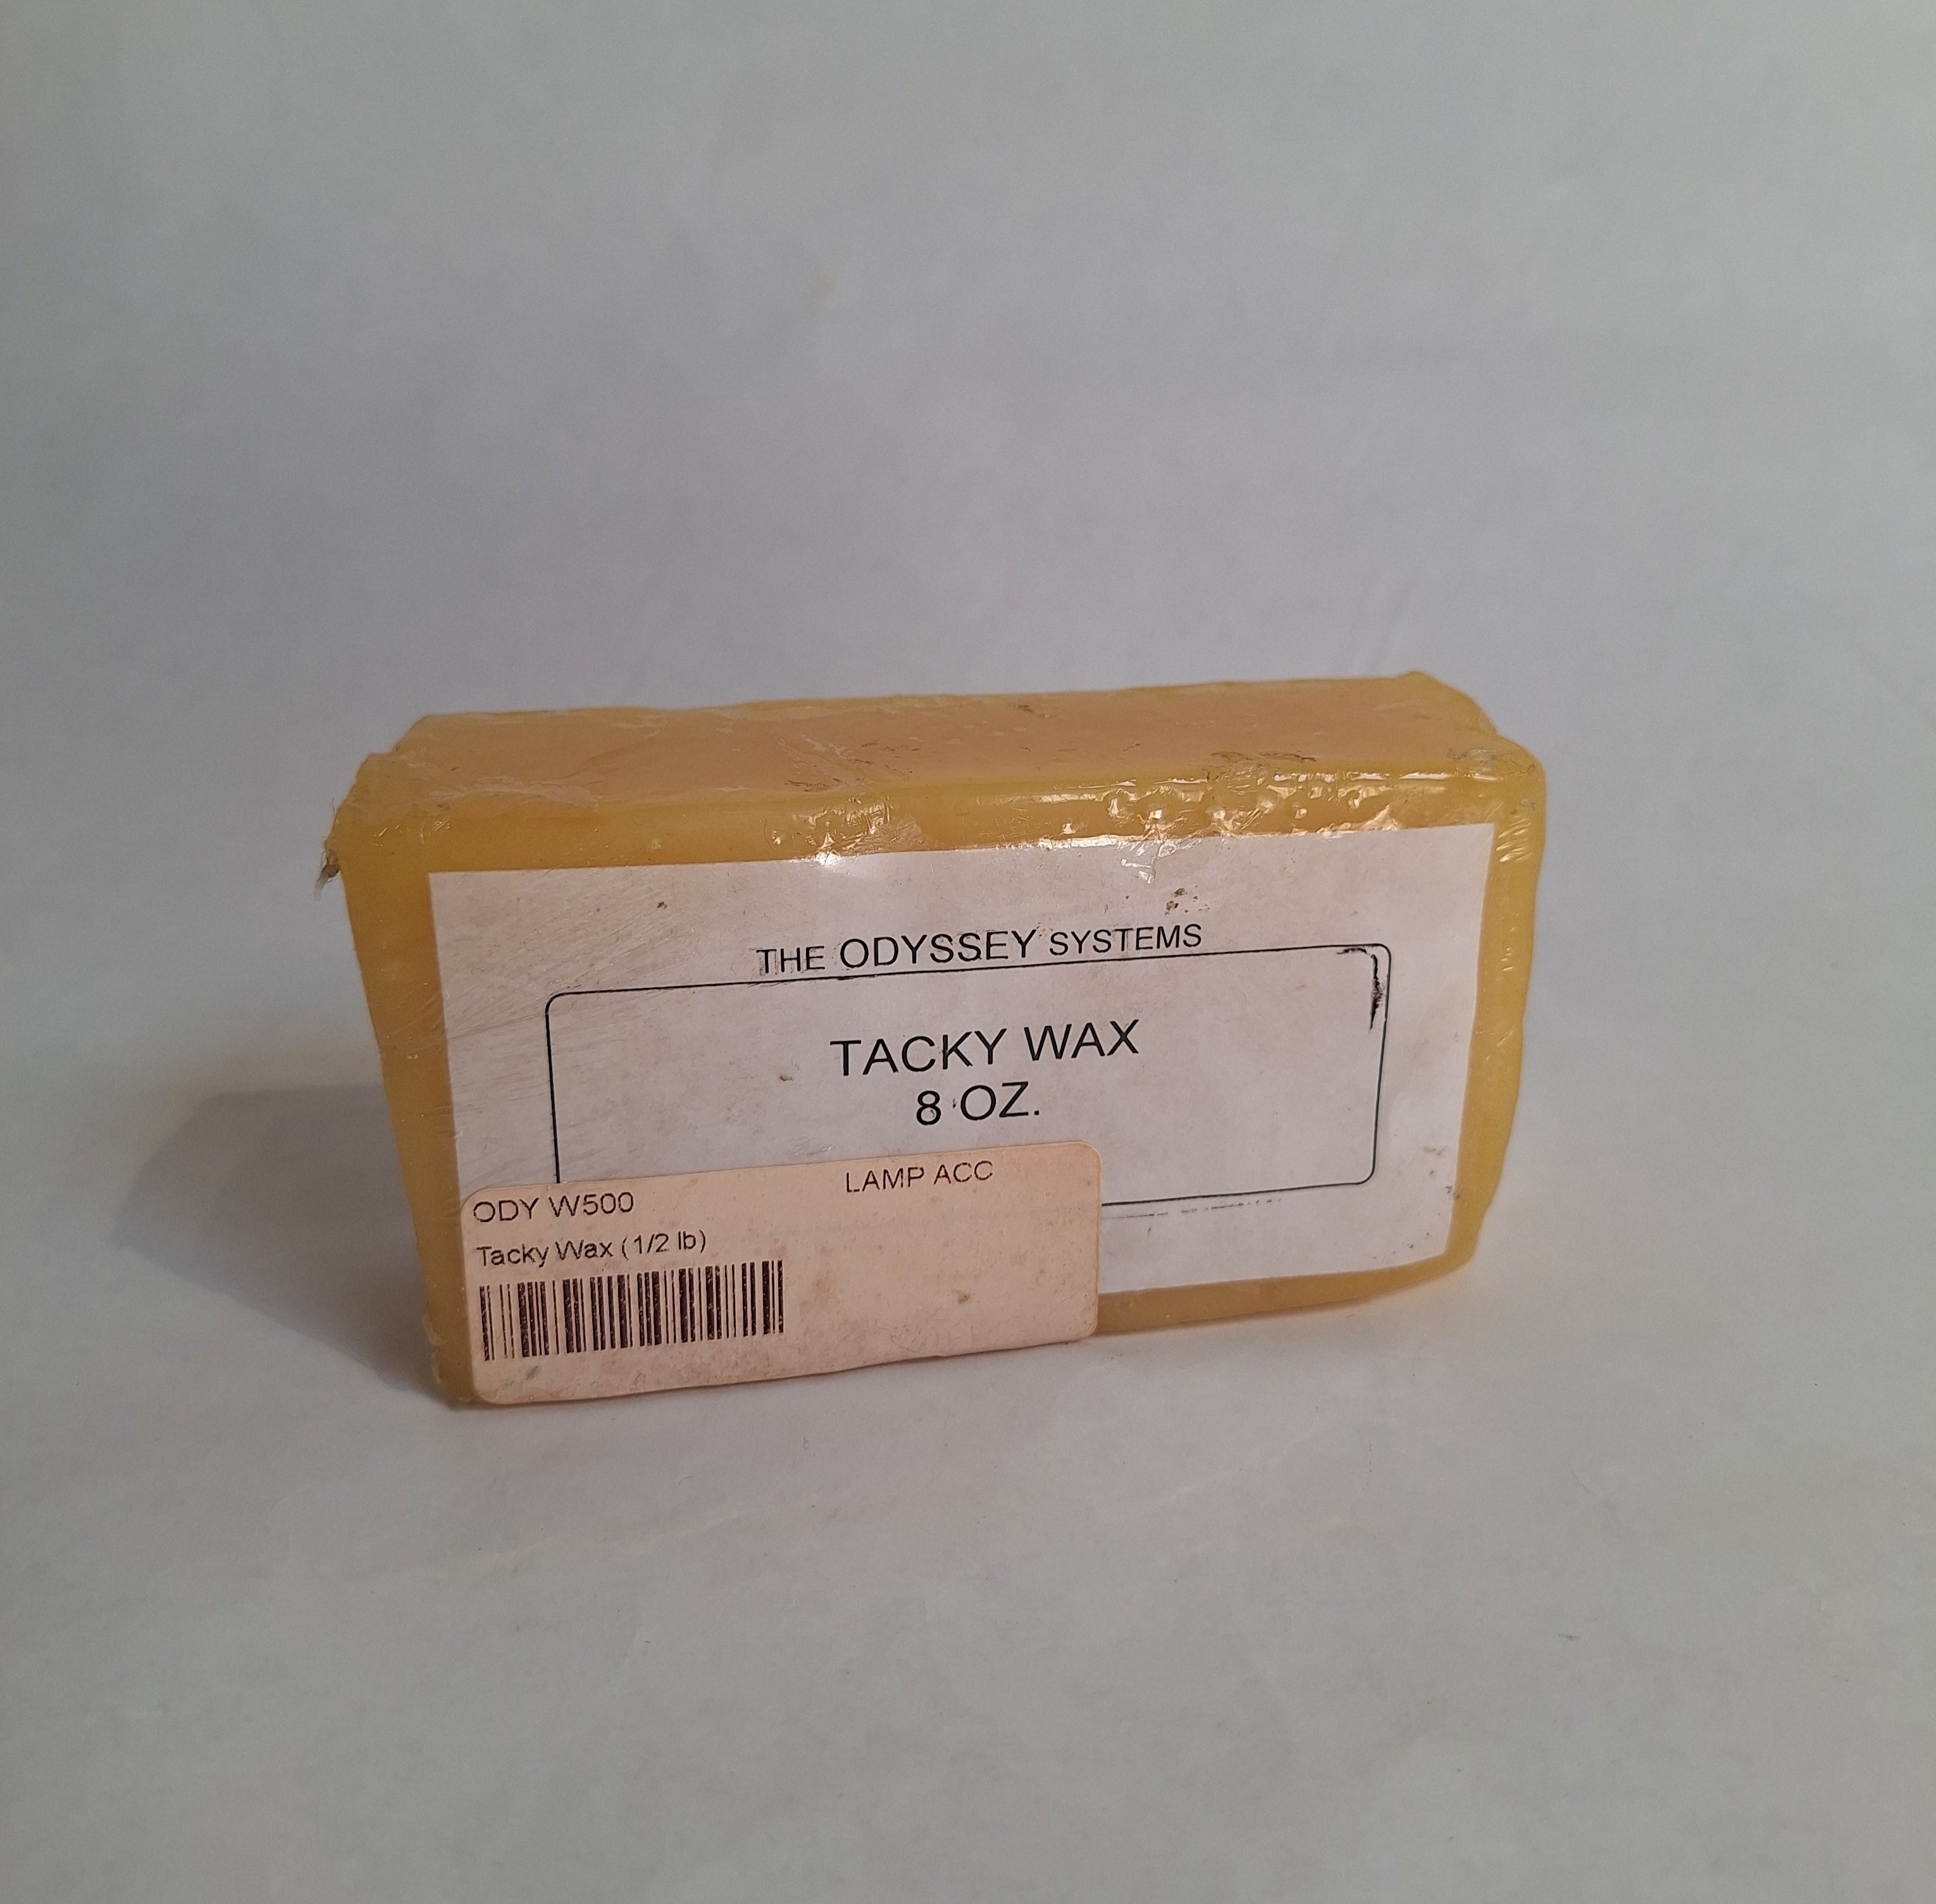 THE ODYSSEY SYSTEMS
TACKY WAX
8 OZ.
LAMP ACC
ODY W500
Tacky Wax (1/2 lb)